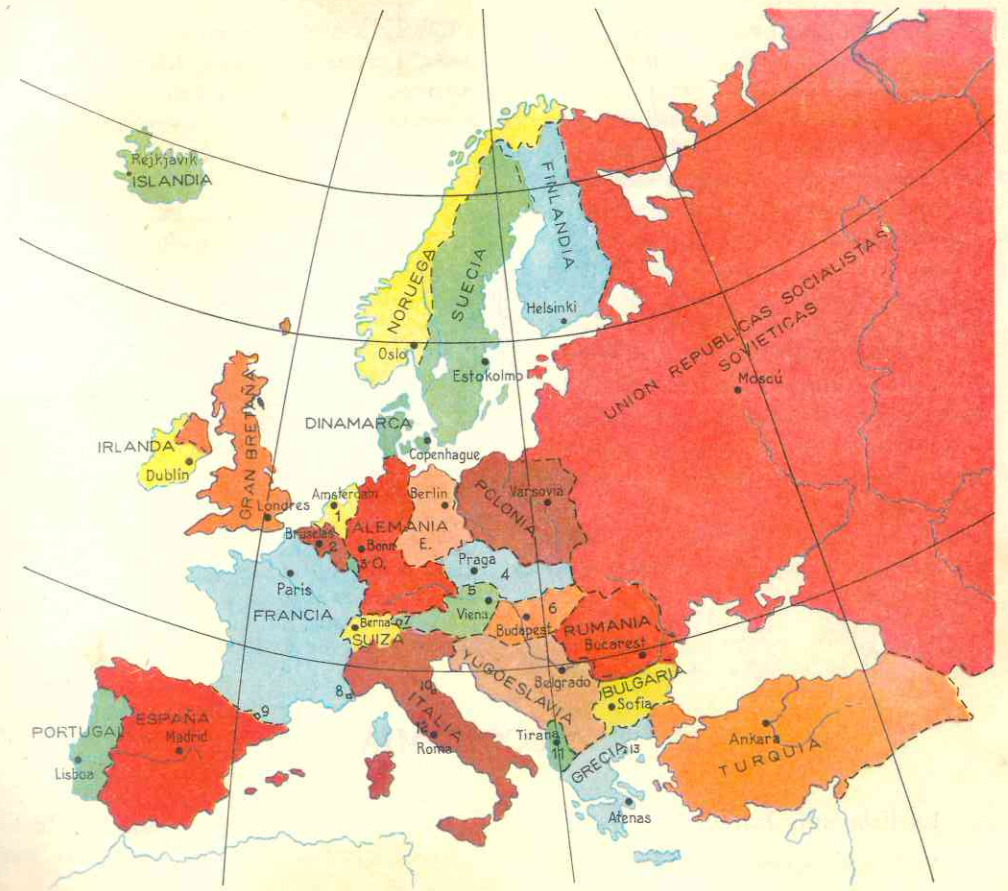 Rejkjavik
ISLANDIA
NORUEGA
SUECIA
FINLANDIA
Helsinki
Oslo
Estokolmo
UNION REPUBLICAS SOCIALISTAS
SOVIETICAS
Moscú
DINAMARCA
Copenhague
IRLANDA
Dublín
GRAN BRETAÑA
Londres
Amsterdam
1
Bruselas
2
ALEMANIA
Berlin
E.
Bonn
3
O.
POLONIA
Varsovia
Praga
4
París
FRANCIA
5
Viena
6
Budapest
RUMANIA
Bucarest
Berna
7
SUIZA
YUGOESLAVIA
Belgrado
BULGARIA
Sofia
8
9
10
ITALIA
12
Roma
PORTUGAL
Lisboa
ESPAÑA
Madrid
Tirana
11
GRECIA
13
Atenas
Ankara
TURQUIA